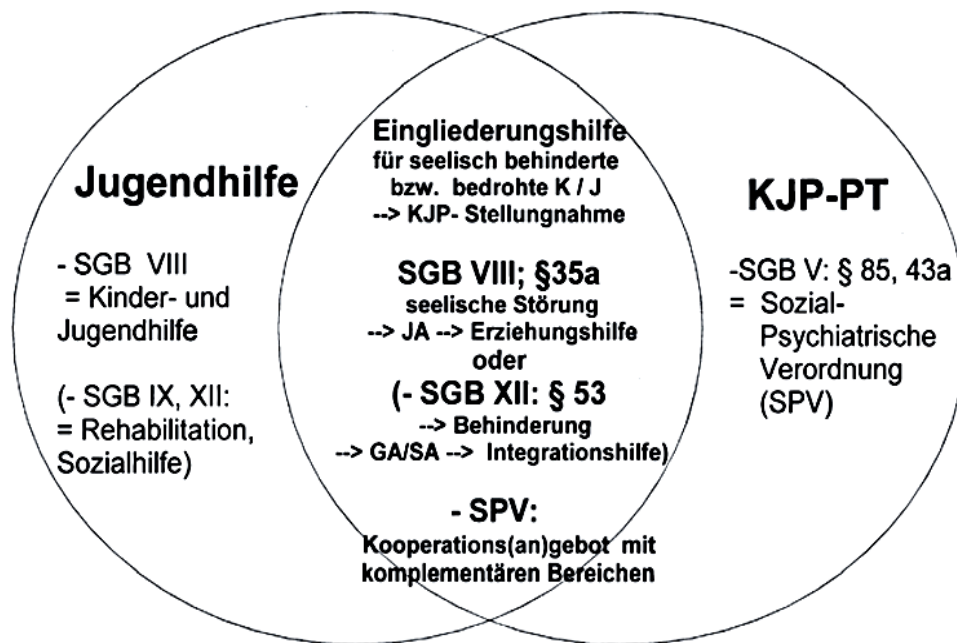 Jugendhilfe
- SGB VIII
= Kinder- und
Jugendhilfe
(- SGB IX, XII:
= Rehabilitation,
Sozialhilfe)
Eingliederungshilfe
für seelisch behinderte
bzw. bedrohte K / J
--> KJP- Stellungnahme
SGB VIII; §35a
seelische Störung
--> JA --> Erziehungshilfe
oder
(- SGB XII: § 53
--> Behinderung
--> GA/SA --> Integrationshilfe)
- SPV:
Kooperations(an)gebot mit
komplementären Bereichen
KJP-PT
-SGB V: § 85, 43a
= Sozial-
Psychiatrische
Verordnung
(SPV)